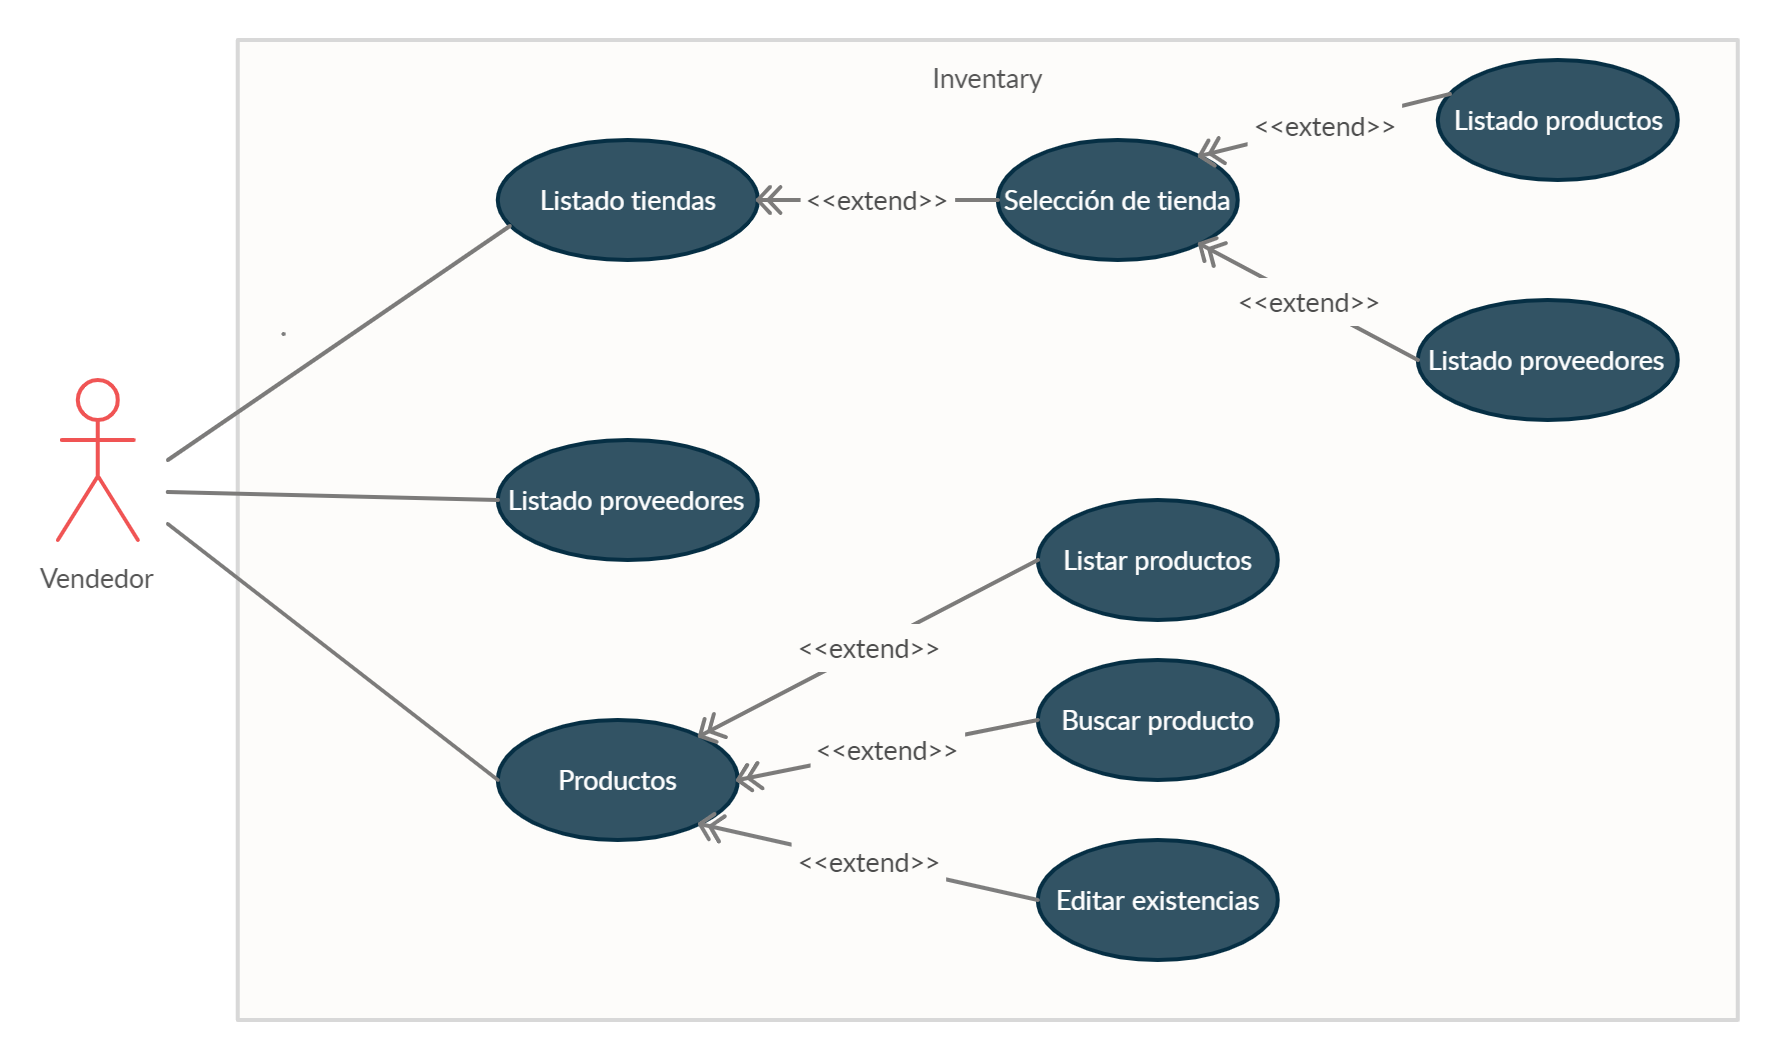 Inventary
Listado productos
<<extend>>
Listado tiendas
<<extend>>
Selección de tienda
<<extend>>
Listado proveedores
Listado proveedores
Vendedor
Listar productos
<<extend>>
Buscar producto
<<extend>>
Productos
<<extend>>
Editar existencias